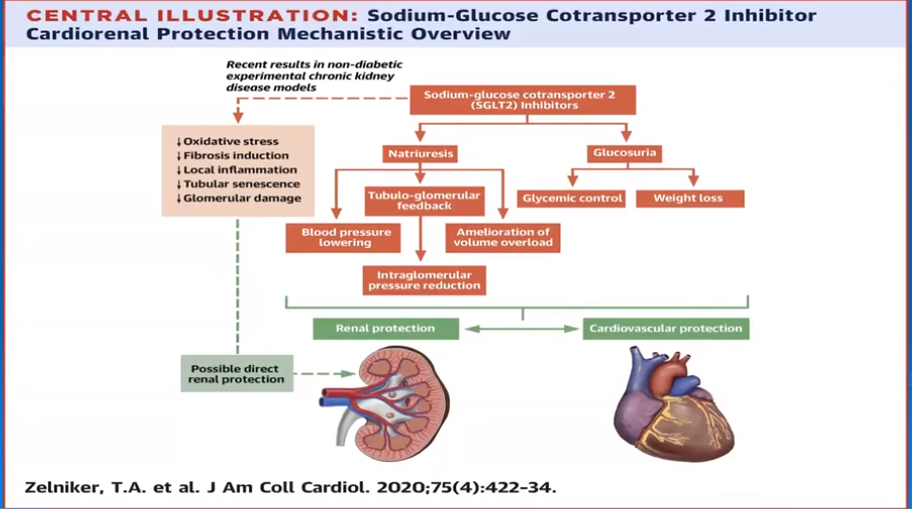 CENTRAL ILLUSTRATION: Sodium-Glucose Cotransporter 2 Inhibitor
Cardiorenal Protection Mechanistic Overview
Recent results in non-diabetic
experimental chronic kidney
disease models
Sodium-glucose cotransporter 2
(SGLT2) Inhibitors
↓Oxidative stress
↓Fibrosis induction
↓Local inflammation
↓Tubular senescence
↓Glomerular damage
Natriuresis
Glucosuria
Tubulo-glomerular
feedback
Glycemic control
Weight loss
Blood pressure
lowering
Amelioration of
volume overload
Intraglomerular
pressure reduction
Renal protection
Cardiovascular protection
Possible direct
renal protection
Zelniker, T.A. et al. J Am Coll Cardiol. 2020;75(4):422-34.